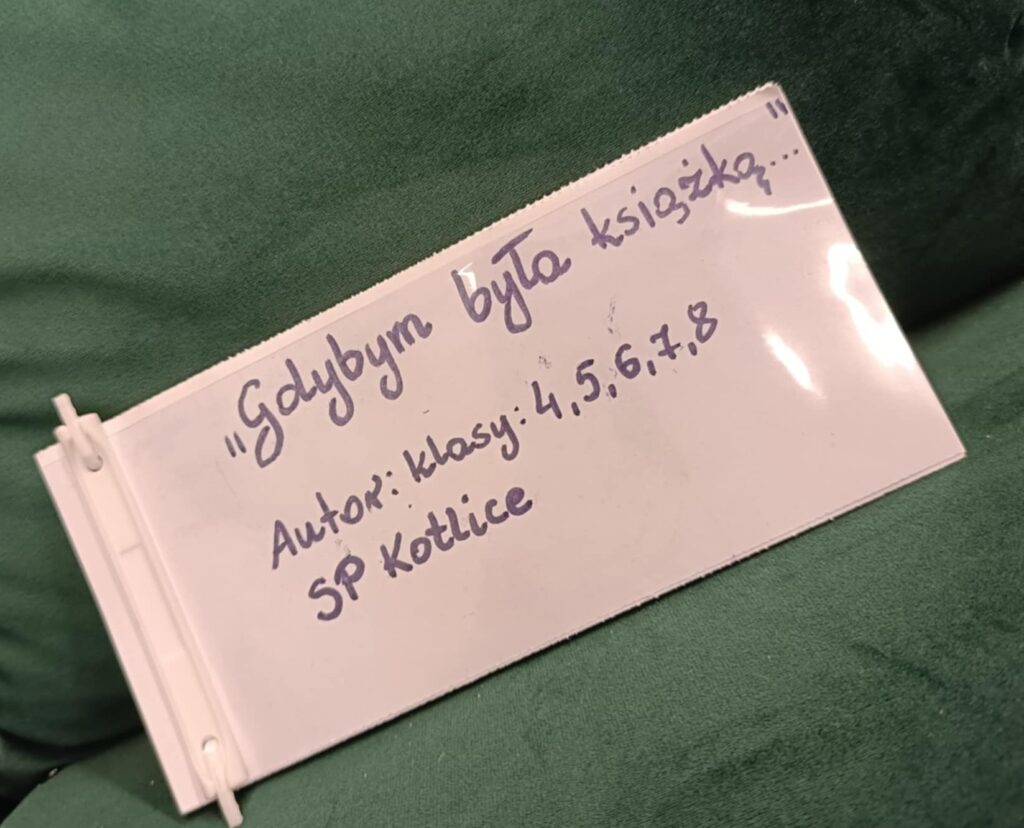 „Gdybym była książką..."
Autor: klasy: 4,5,6,7,8
SP Kotlice